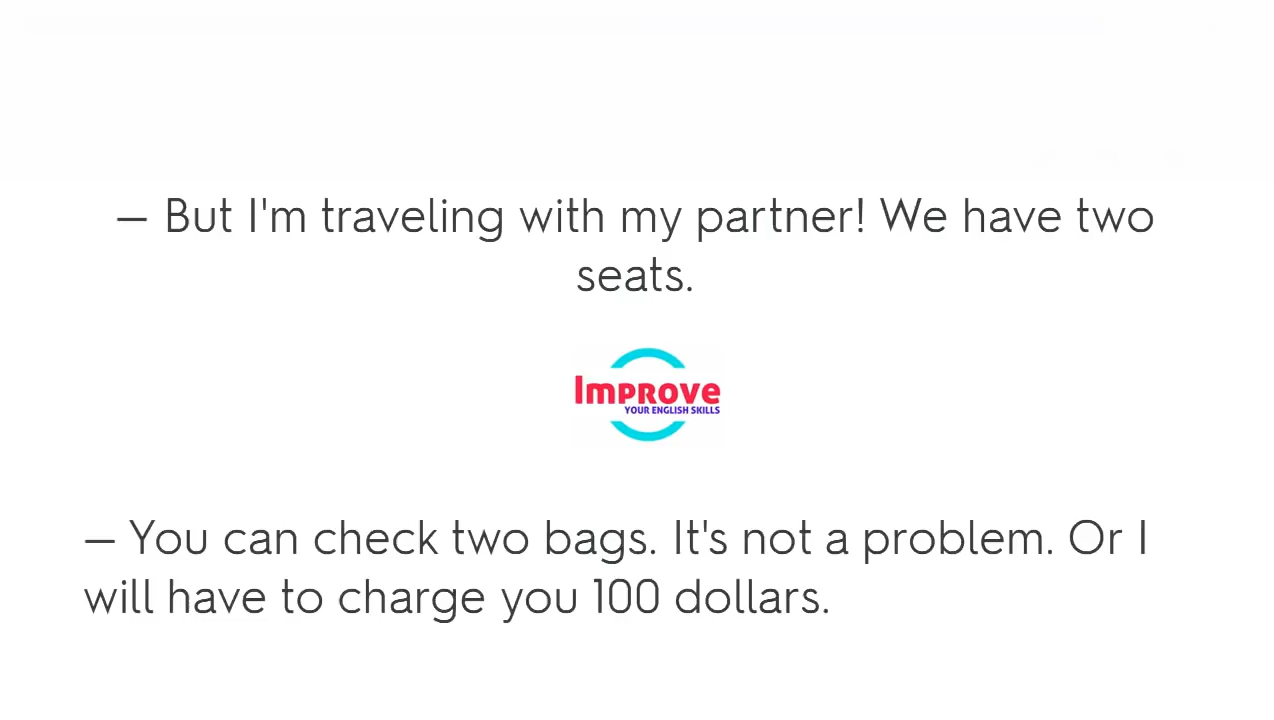 — But I'm traveling with my partner! We have two
seats.
Improve
YOUR ENGLISH SKILLS
— You can check two bags. It's not a problem. Or I
will have to charge you 100 dollars.